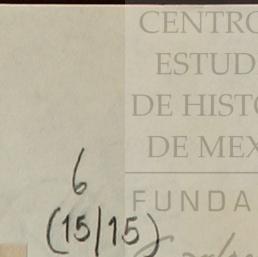 CENTRO
ESTUD
DE HISTO
DE MEX
FUNDA
6
(15/15)